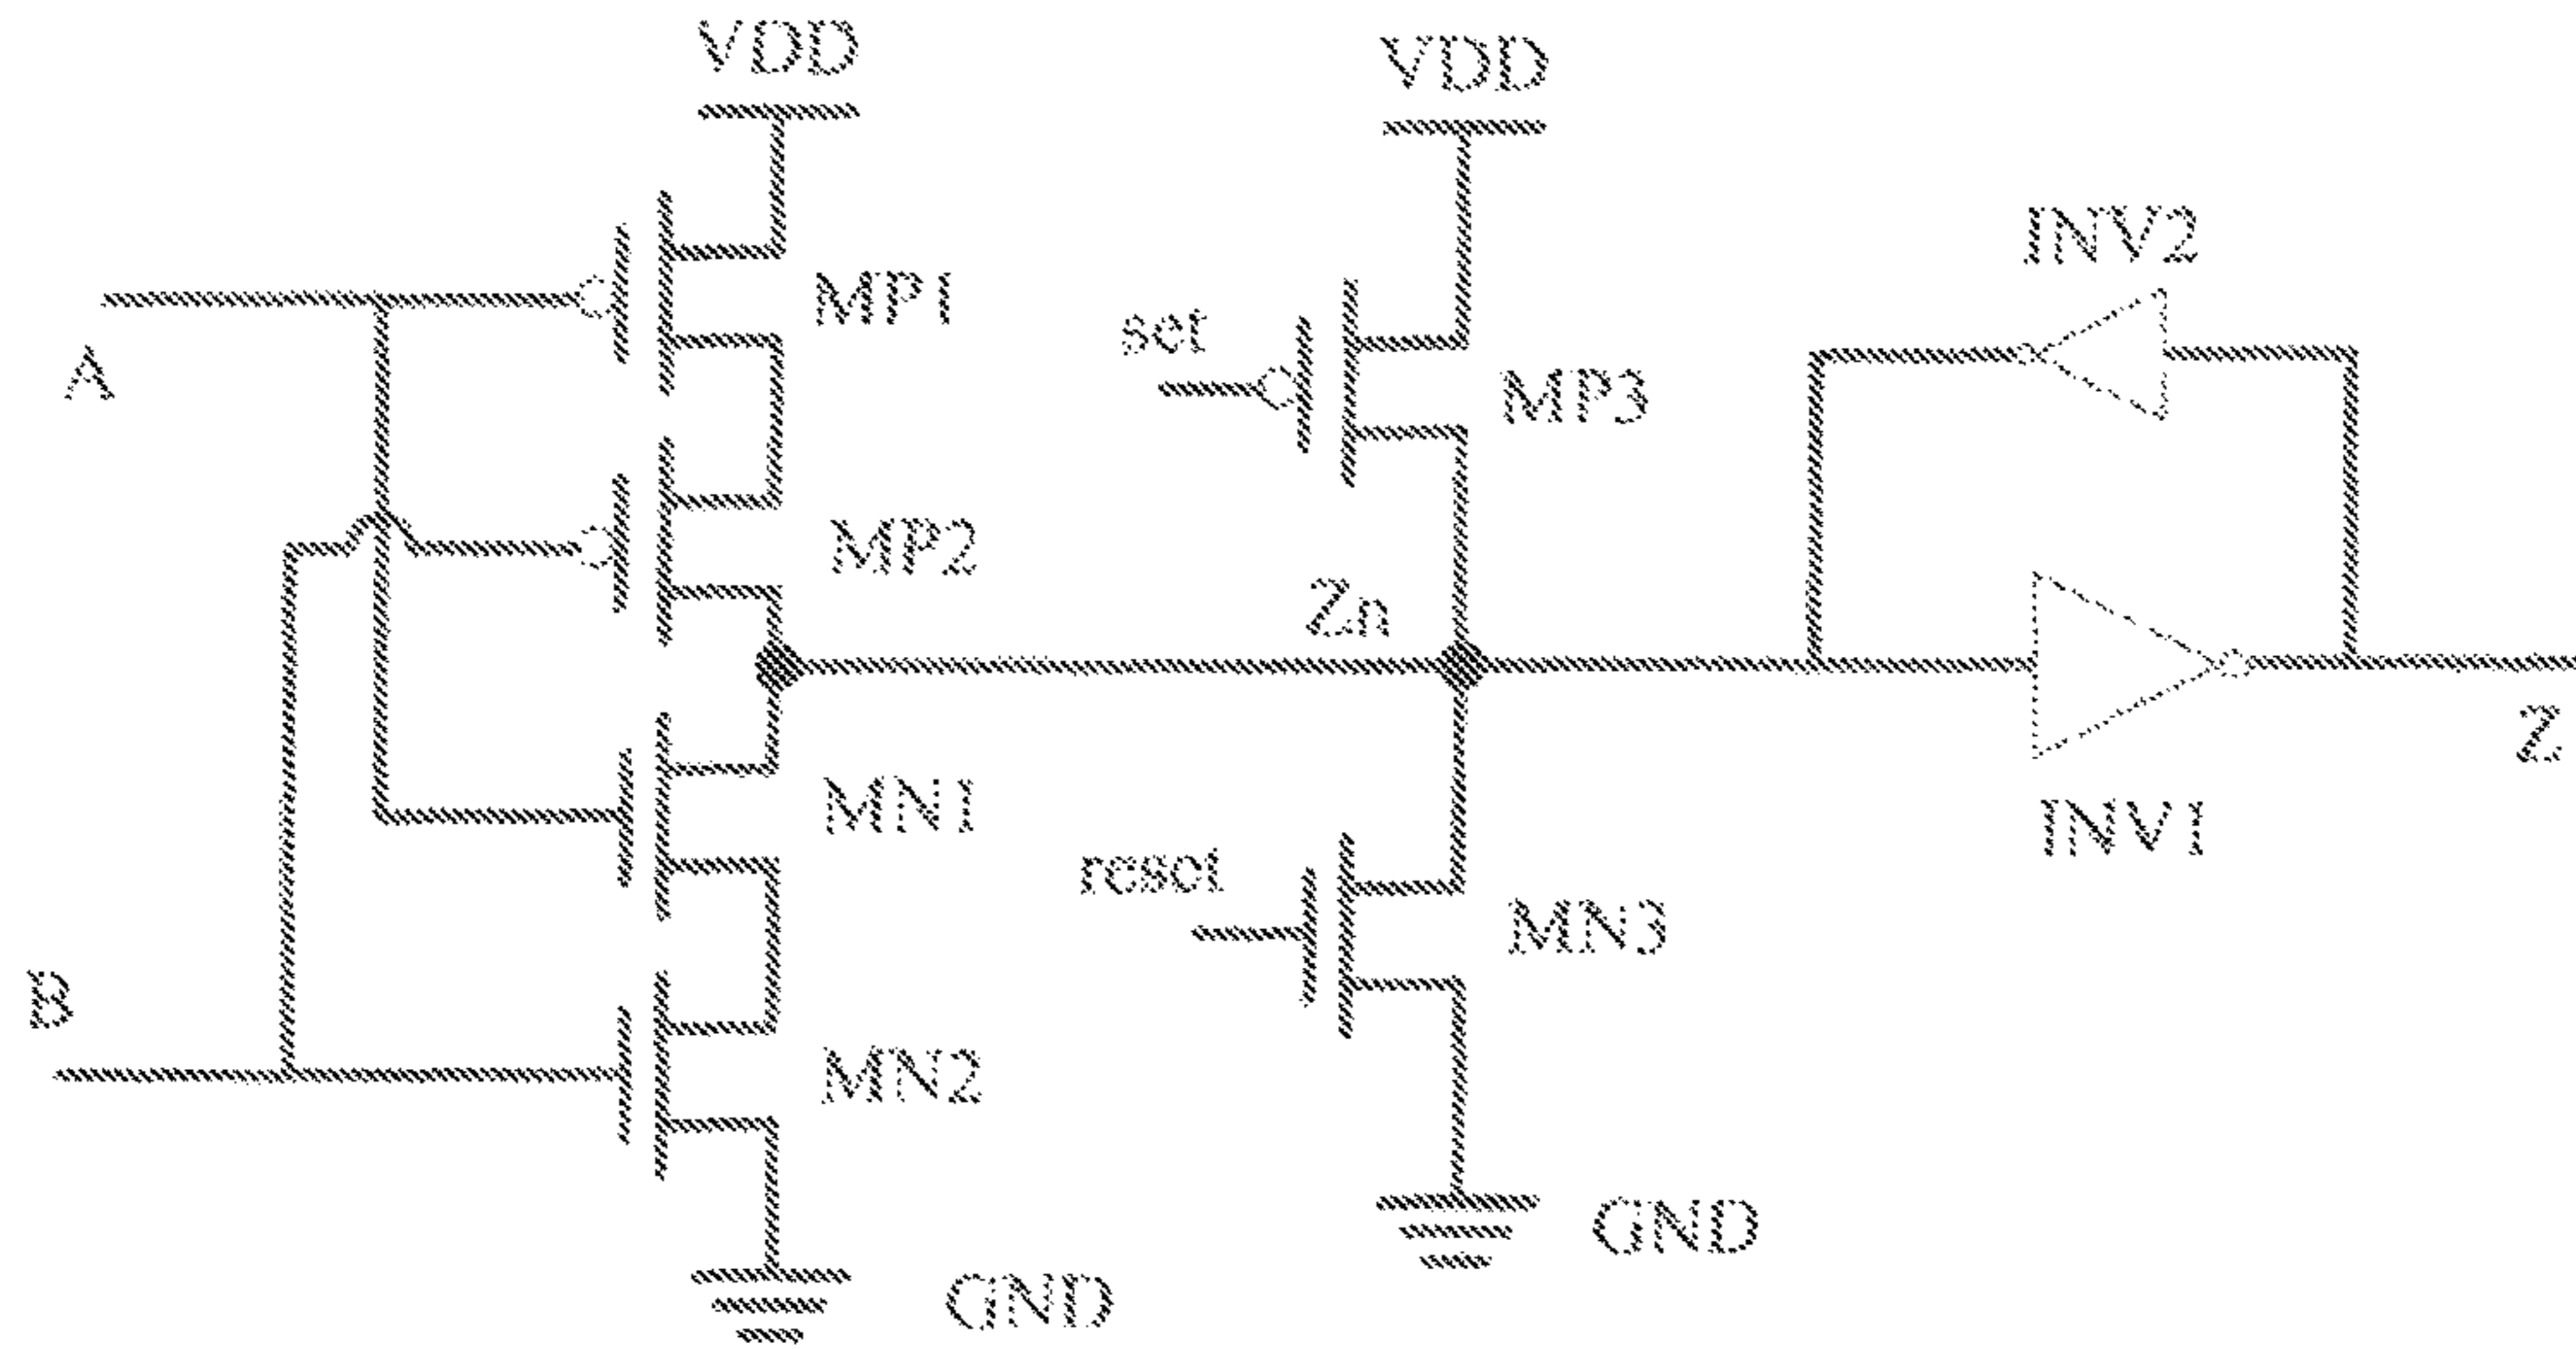 VDD
VDD
INV2
MP1
set
A
MP3
MP2
Zn
Z
MN1
INV1
reset
MN3
B
MN2
GND
GND